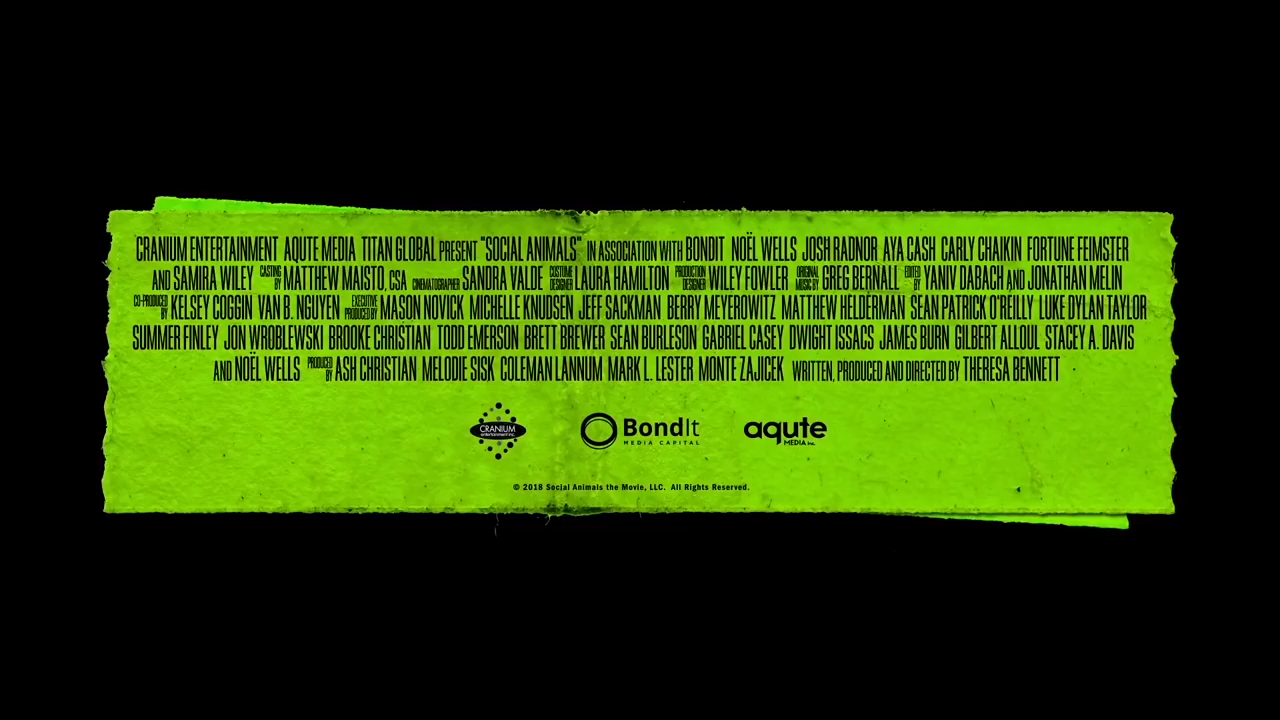 CRANIUM ENTERTAINMENT AQUTE MEDIA TITAN GLOBAL PRESENT "SOCIAL ANIMALS" IN ASSOCIATION WITH BONDIT NOËL WELLS JOSH RADNOR AYA CASH CARLY CHAIKIN FORTUNE FEIMSTER
AND SAMIRA WILEY CASTING BY MATTHEW MAISTO, CSA CINEMATOGRAPHER SANDRA VALDE COSTUME DESIGNER LAURA HAMILTON PRODUCTION DESIGNER WILEY FOWLER ORIGINAL MUSIC BY GREG BERNALL EDITED BY YANIV DABACH AND JONATHAN MELIN
CO-PRODUCED BY KELSEY COGGIN VAN B. NGUYEN EXECUTIVE PRODUCED BY MASON NOVICK MICHELLE KNUDSEN JEFF SACKMAN BERRY MEYEROWITZ MATTHEW HELDERMAN SEAN PATRICK O'REILLY LUKE DYLAN TAYLOR
SUMMER FINLEY JON WROBLEWSKI BROOKE CHRISTIAN TODD EMERSON BRETT BREWER SEAN BURLESON GABRIEL CASEY DWIGHT ISSACS JAMES BURN GILBERT ALLOUL STACEY A. DAVIS
AND NOËL WELLS PRODUCED BY ASH CHRISTIAN MELODIE SISK COLEMAN LANNUM MARK L. LESTER MONTE ZAJICEK WRITTEN, PRODUCED AND DIRECTED BY THERESA BENNETT
CRANIUM
entertainment inc.
BondIt
MEDIA CAPITAL
aqute
MEDIA inc.
© 2018 Social Animals the Movie, LLC. All Rights Reserved.